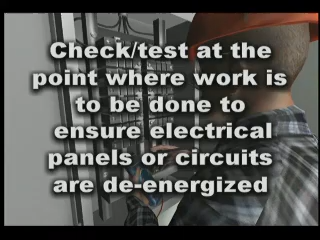 Check/test at the
point where work is
to be done to
ensure electrical
panels or circuits
are de-energized